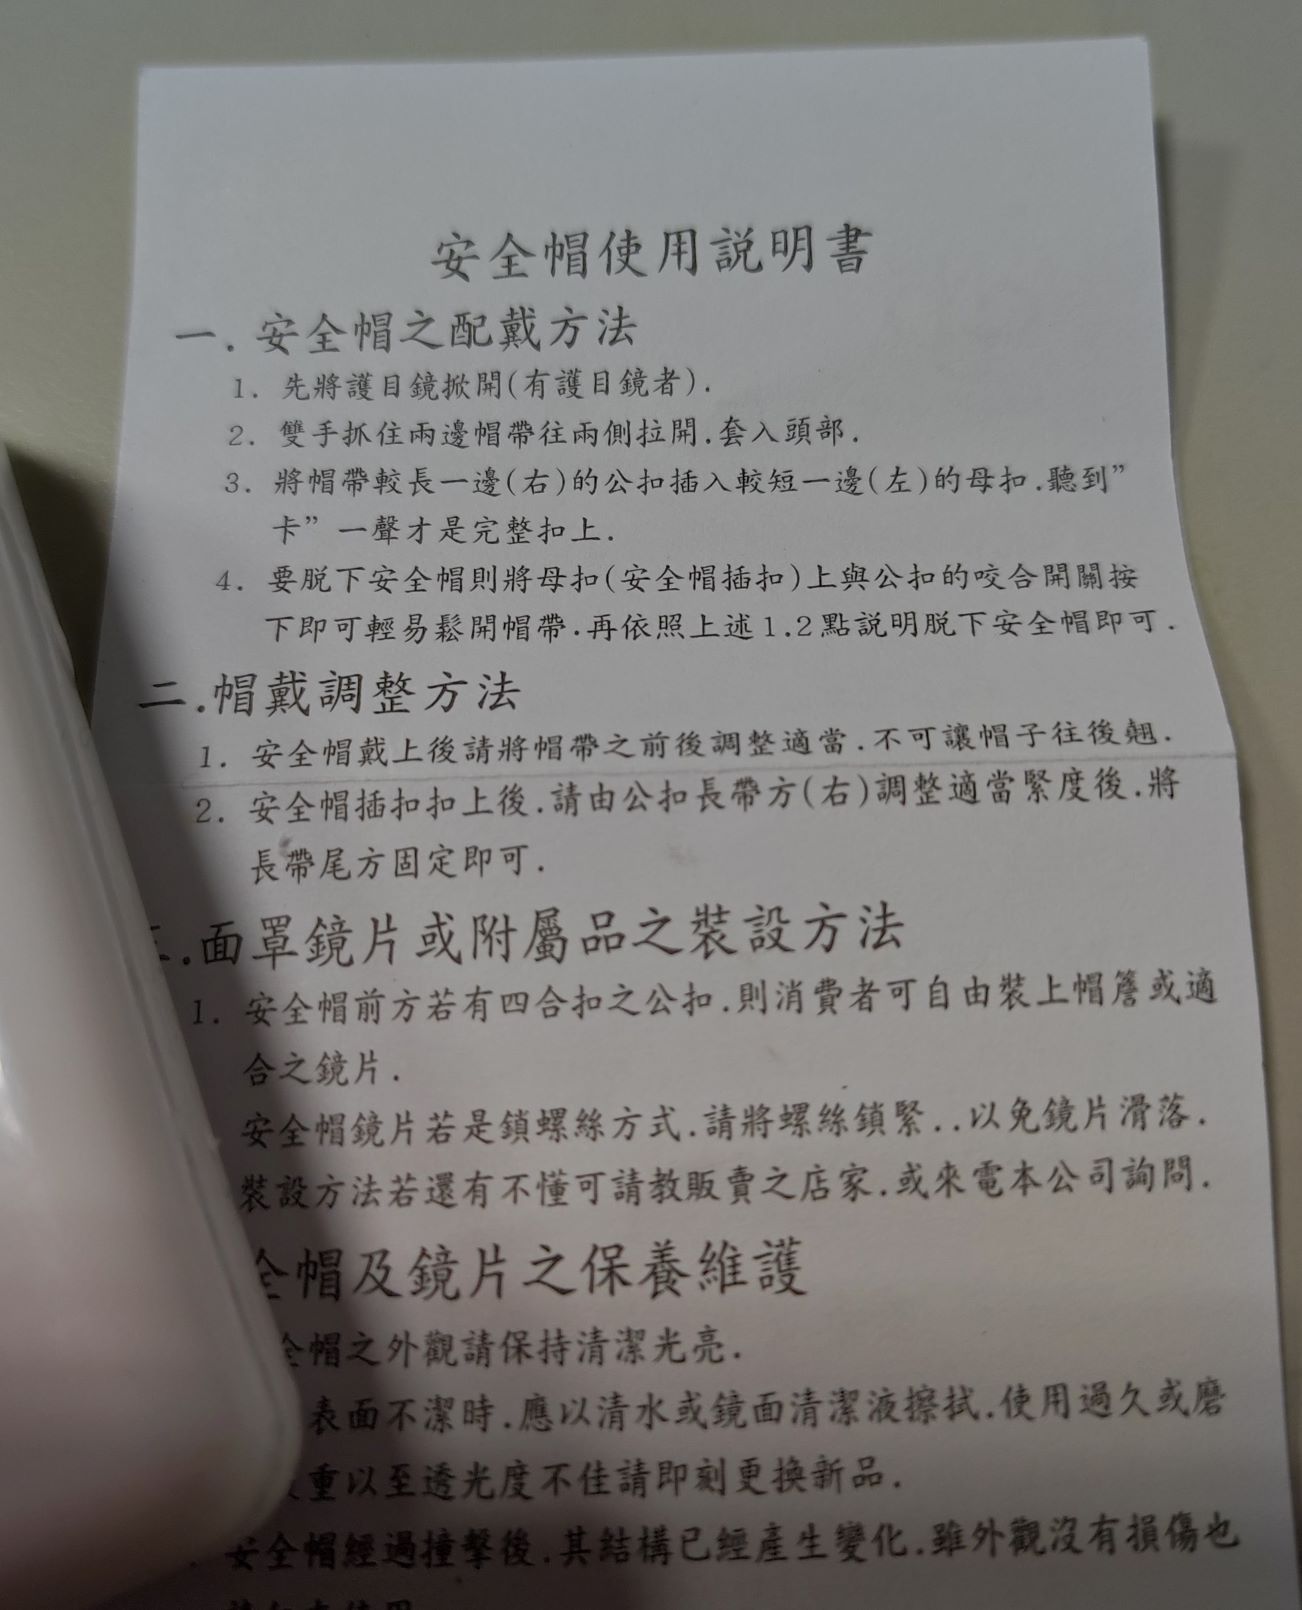 安全帽使用説明書
一. 安全帽之配戴方法
1. 先將護目鏡掀開(有護目鏡者).
2. 雙手抓住兩邊帽帶往兩側拉開.套入頭部.
3. 將帽帶較長一邊(右)的公扣插入較短一邊(左)的母扣.聽到”
卡” 一聲才是完整扣上.
4. 要脱下安全帽則將母扣(安全帽插扣)上與公扣的咬合開關按
下即可輕易鬆開帽帶.再依照上述1.2點説明脱下安全帽即可.
二.帽戴調整方法
1. 安全帽戴上後請將帽帶之前後調整適當.不可讓帽子往後翹.
2. 安全帽插扣扣上後.請由公扣長帶方(右)調整適當緊度後.將
長帶尾方固定即可.
.面罩鏡片或附屬品之裝設方法
1. 安全帽前方若有四合扣之公扣.則消費者可自由裝上帽簷或適
合之鏡片.
安全帽鏡片若是鎖螺絲方式.請將螺絲鎖緊..以免鏡片滑落.
裝設方法若還有不懂可請教販賣之店家.或來電本公司詢問.
全帽及鏡片之保養維護
全帽之外觀請保持清潔光亮.
表面不潔時.應以清水或鏡面清潔液擦拭.使用過久或磨
重以至透光度不佳請即刻更換新品.
安全帽經過撞擊後.其結構已經產生變化.雖外觀沒有損傷也